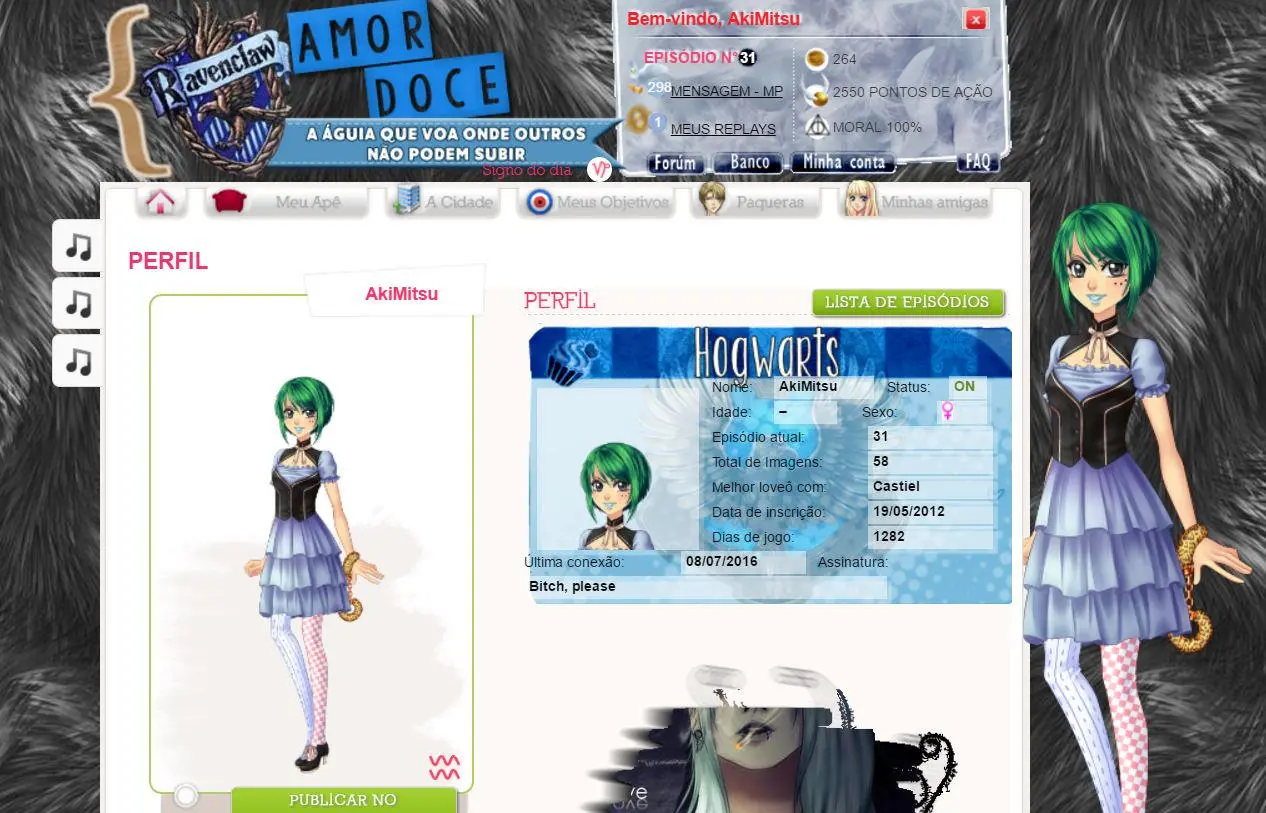 Ravenclaw
AMOR
DOCE
A ÁGUIA QUE VOA ONDE OUTROS
NÃO PODEM SUBIR
Signo do dia
Bem-vindo, AkiMitsu
x
EPISÓDIO N°31
264
298 MENSAGEM - MP
2550 PONTOS DE AÇÃO
1 MEUS REPLAYS
MORAL 100%
Forúm
Banco
Minha conta
FAQ
Meu Apê
A Cidade
Meus Objetivos
Paqueras
Minhas amigas
PERFIL
AkiMitsu
PERFIL
LISTA DE EPISÓDIOS
Hogwarts
Nome: AkiMitsu Status: ON
Idade: – Sexo:
Episódio atual: 31
Total de Imagens: 58
Melhor loveô com: Castiel
Data de inscrição: 19/05/2012
Dias de jogo: 1282
Última conexão: 08/07/2016 Assinatura:
Bitch, please
PUBLICAR NO